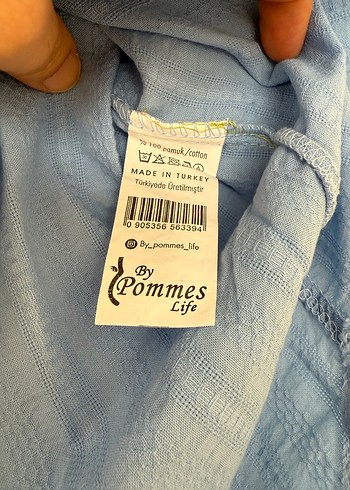 % 100 pamuk/cotton
MADE IN TURKEY
Türkiyede Üretilmiştir
0 905356 563394
By_pommes_life
By
Pommes
Life